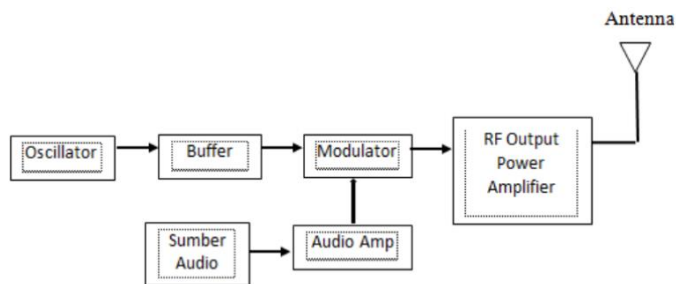 Antenna
Oscillator
Buffer
Modulator
RF Output
Power
Amplifier
Sumber
Audio
Audio Amp